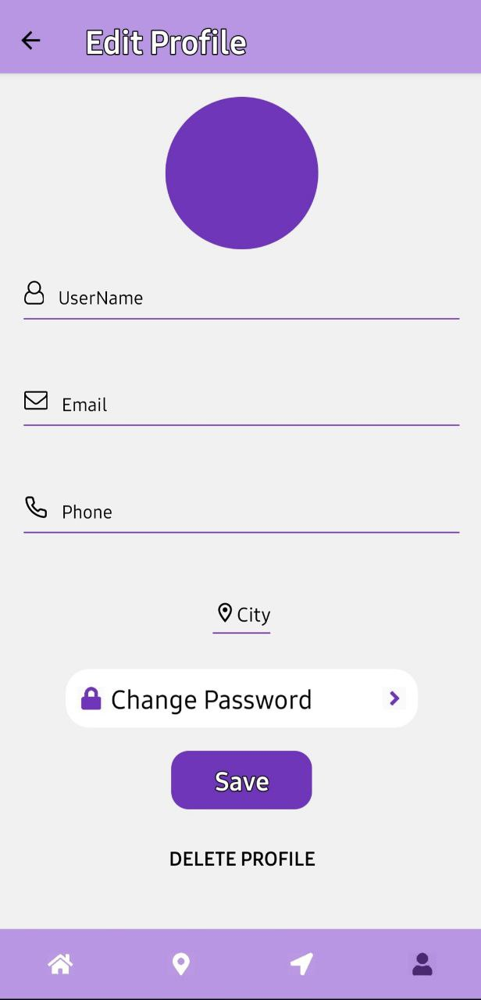 Edit Profile
UserName
Email
Phone
City
Change Password
Save
DELETE PROFILE